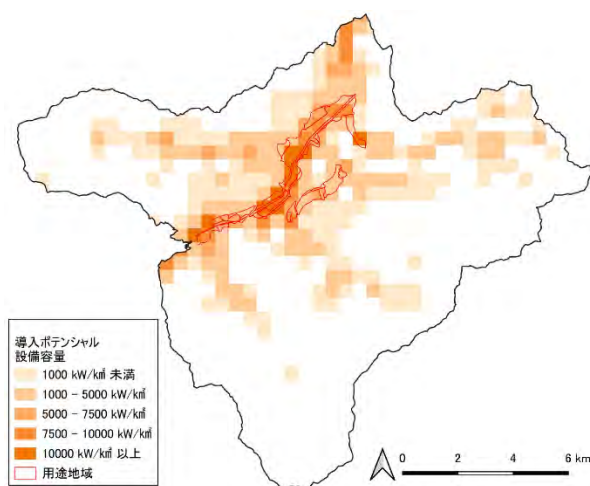 導入ポテンシャル
設備容量
1000 kW/k㎡ 未満
1000 - 5000 kW/k㎡
5000 - 7500 kW/k㎡
7500 - 10000 kW/k㎡
10000 kW/k㎡ 以上
用途地域
0 2 4 6 km